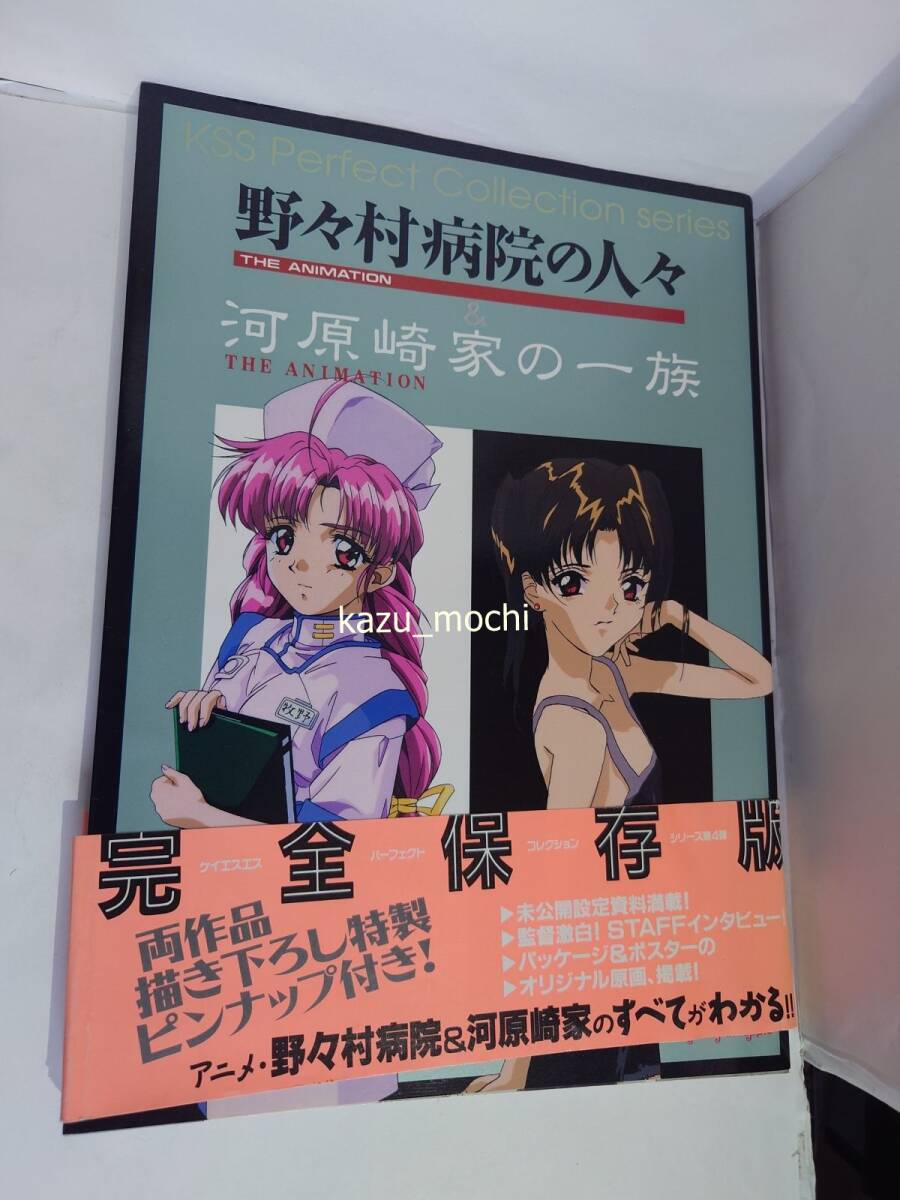 KSS Perfect Collection series
野々村病院の人々
THE ANIMATION
&
河原崎家の一族
THE ANIMATION
kazu_mochi
牧野
完全保存版
ケイエスエス パーフェクト コレクション シリーズ第4弾
両作品
描き下ろし特製
ピンナップ付き!
▶未公開設定資料満載!
▶監督激白! STAFFインタビュー
▶パッケージ&ポスターの
▶オリジナル原画、掲載!
アニメ・野々村病院&河原崎家のすべてがわかる!!